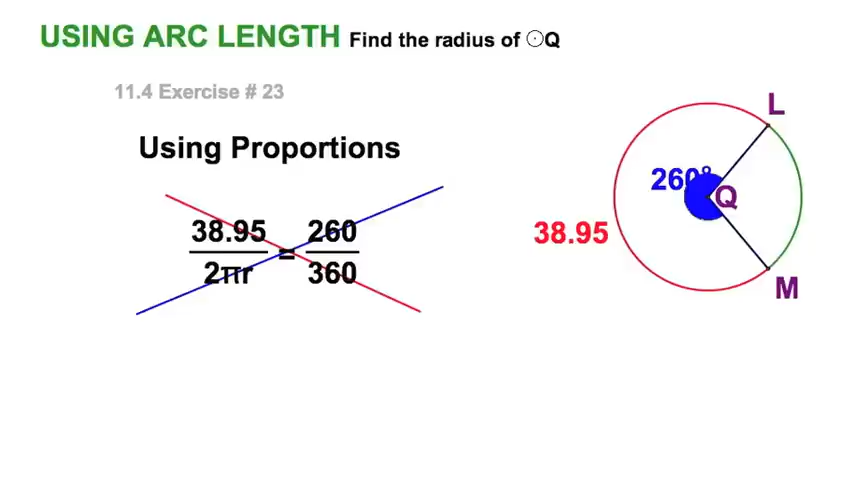 USING ARC LENGTH Find the radius of ⊙Q
11.4 Exercise # 23
Using Proportions
38.95
2πr
=
260
360
L
260°
Q
38.95
M